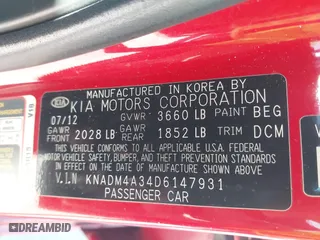 MANUFACTURED IN KOREA BY
KIA KIA MOTORS CORPORATION
07/12 GVWR 3660 LB PAINT BEG
GAWR FRONT 2028 LB GAWR REAR 1852 LB TRIM DCM
THIS VEHICLE CONFORMS TO ALL APPLICABLE U.S.A FEDERAL
MOTOR VEHICLE SAFETY, BUMPER, AND THEFT PREVENTION
STANDARDS IN EFFECT ON THE DATE OF
MANUFACTURE SHOWN ABOVE
V.I.N KNADM4A34D6147931
PASSENGER CAR
DREAMBID